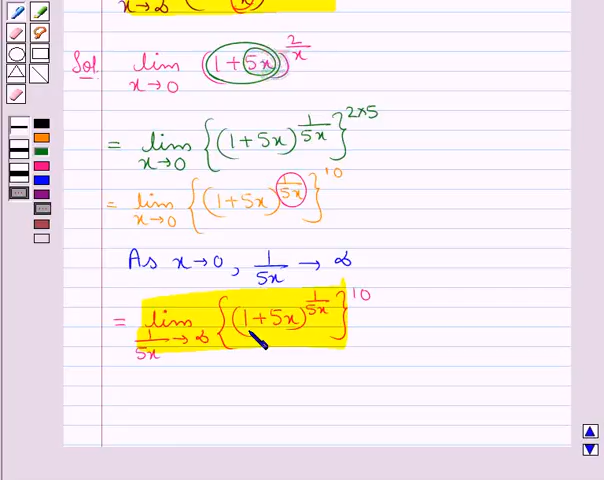 x→∞ (x)
Sol. lim x→0 (1+5x)^{2/x}
= lim x→0 {(1+5x)^{1/5x}}^{2×5}
= lim x→0 {(1+5x)^{1/5x}}^{10}
As x→0, 1/5x → ∞
= lim 1/5x→∞ {(1+5x)^{1/5x}}^{10}